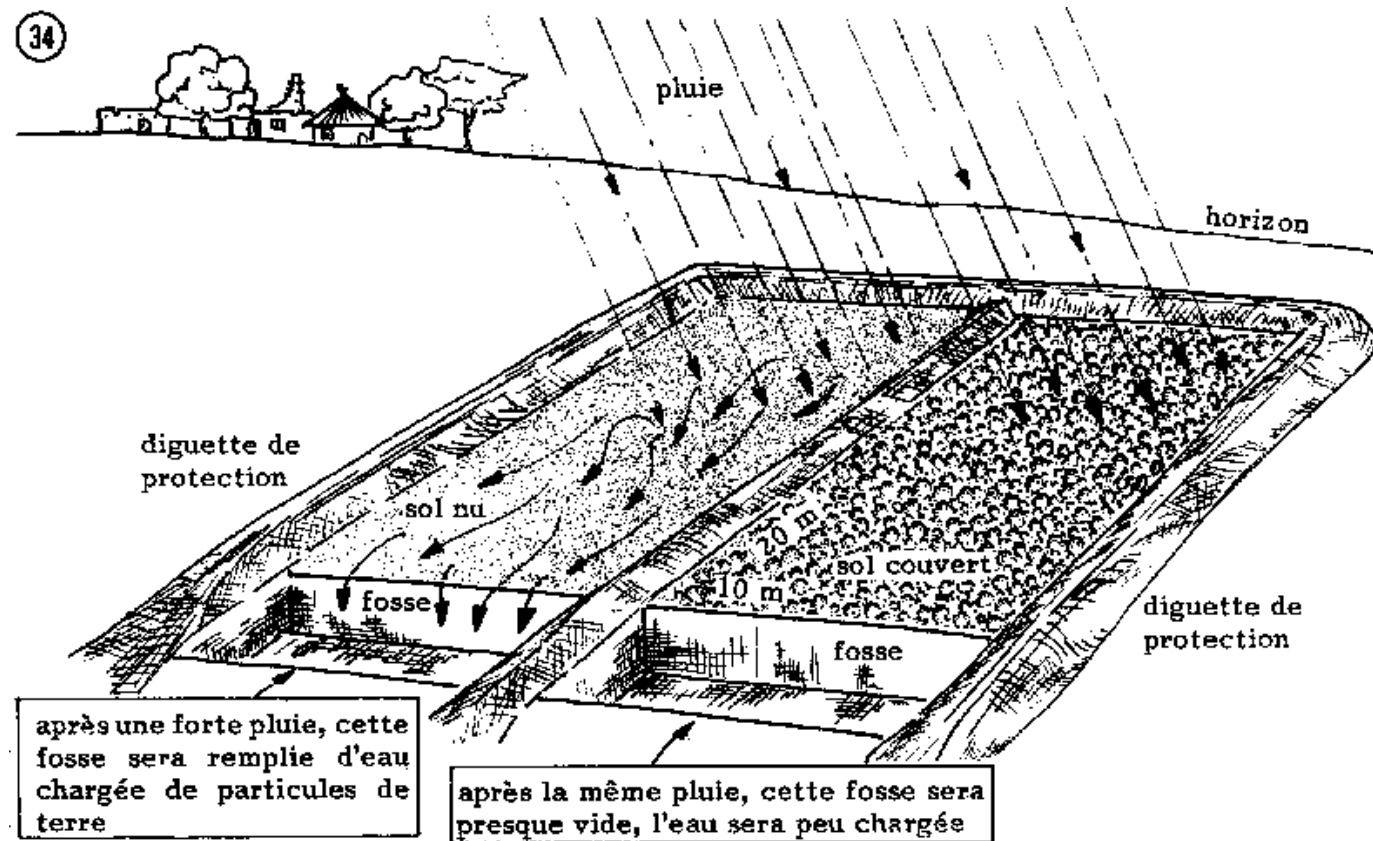 34
pluie
horizon
diguette de
protection
sol nu
20 m
sol couvert
10 m
fosse
fosse
diguette de
protection
après une forte pluie, cette
fosse sera remplie d'eau
chargée de particules de
terre
après la même pluie, cette fosse sera
presque vide, l'eau sera peu chargée